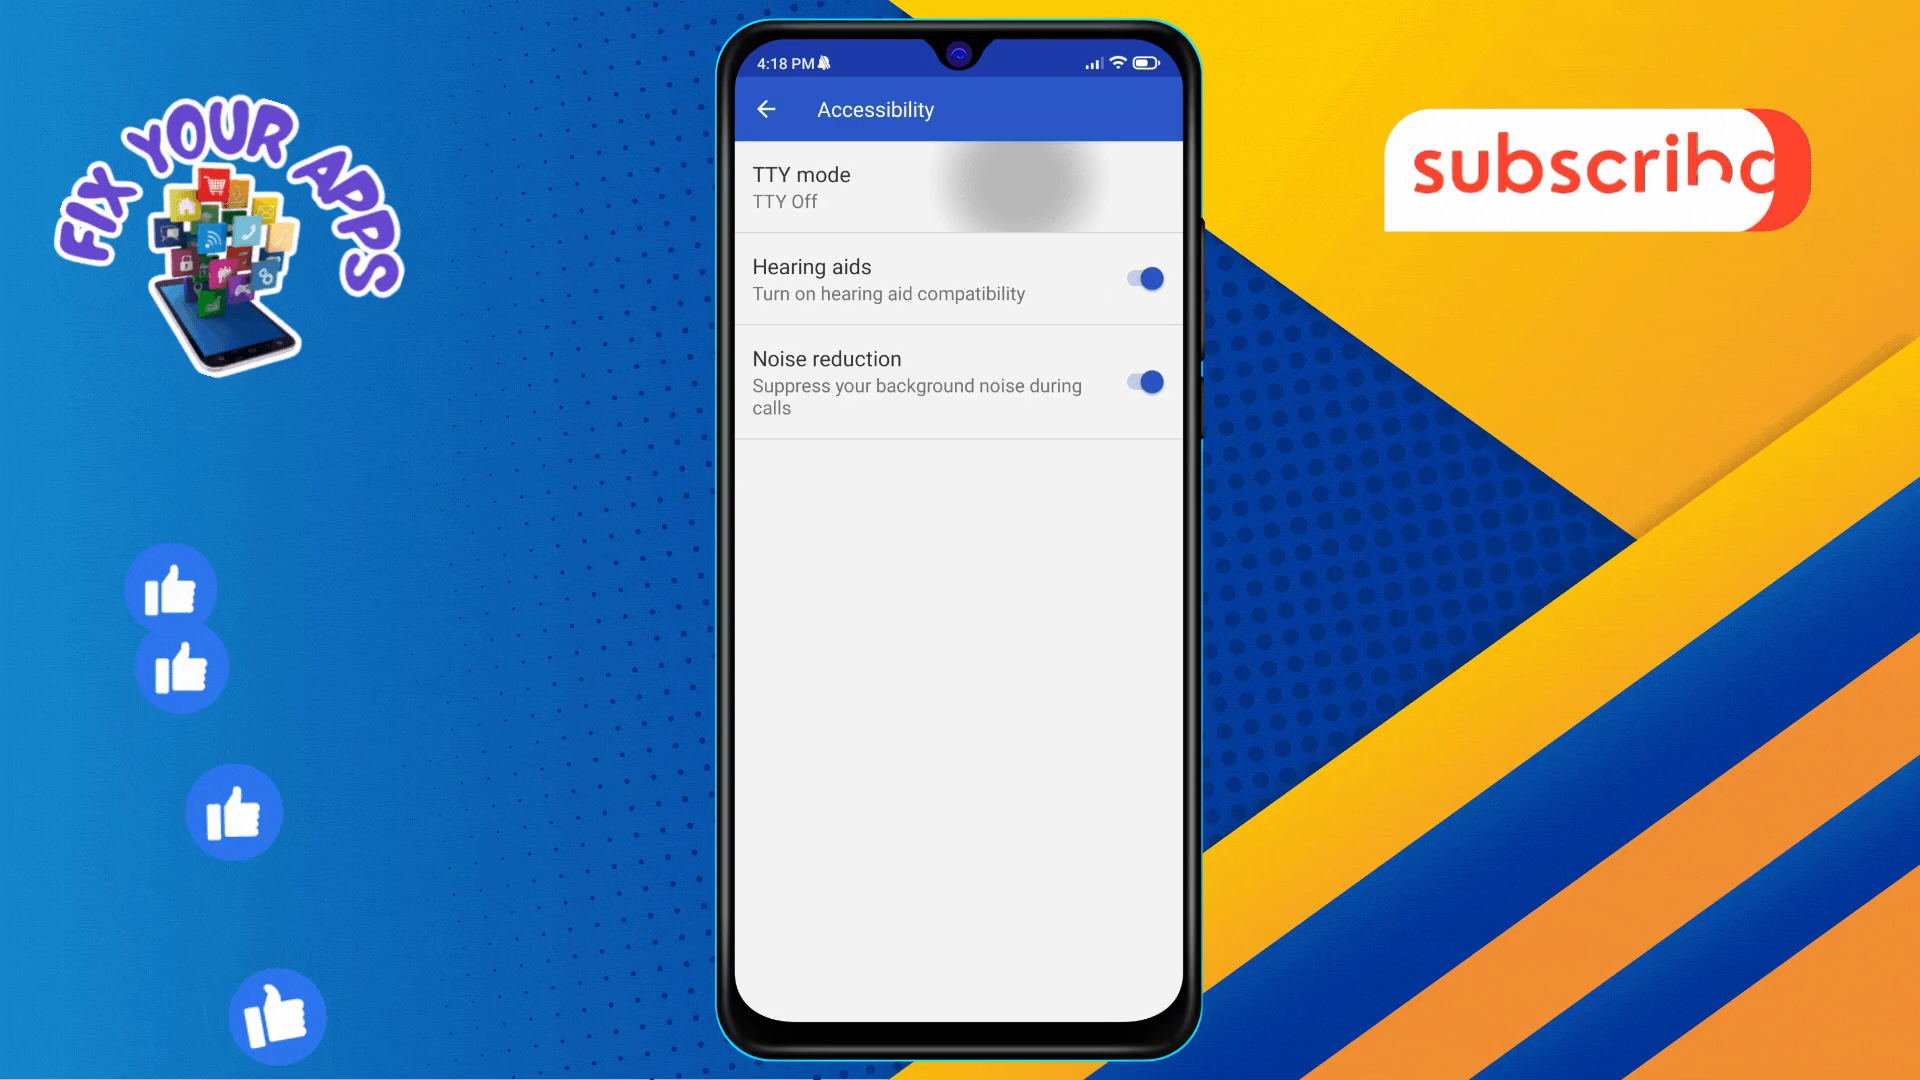 FIX YOUR APPS
4:18 PM
Accessibility
TTY mode
TTY Off
Hearing aids
Turn on hearing aid compatibility
Noise reduction
Suppress your background noise during
calls